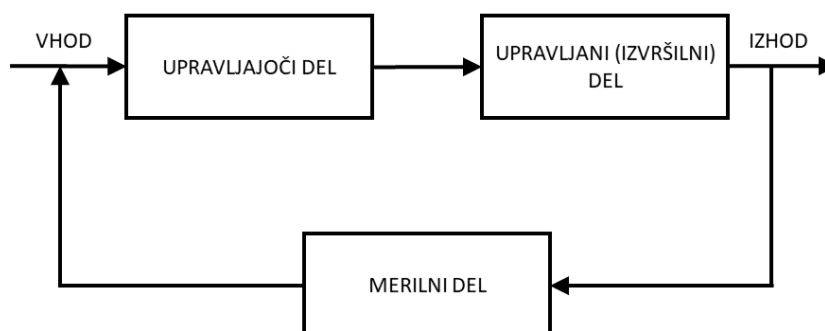 VHOD
UPRAVLJAJOČI DEL
UPRAVLJANI (IZVRŠILNI)
DEL
IZHOD
MERILNI DEL